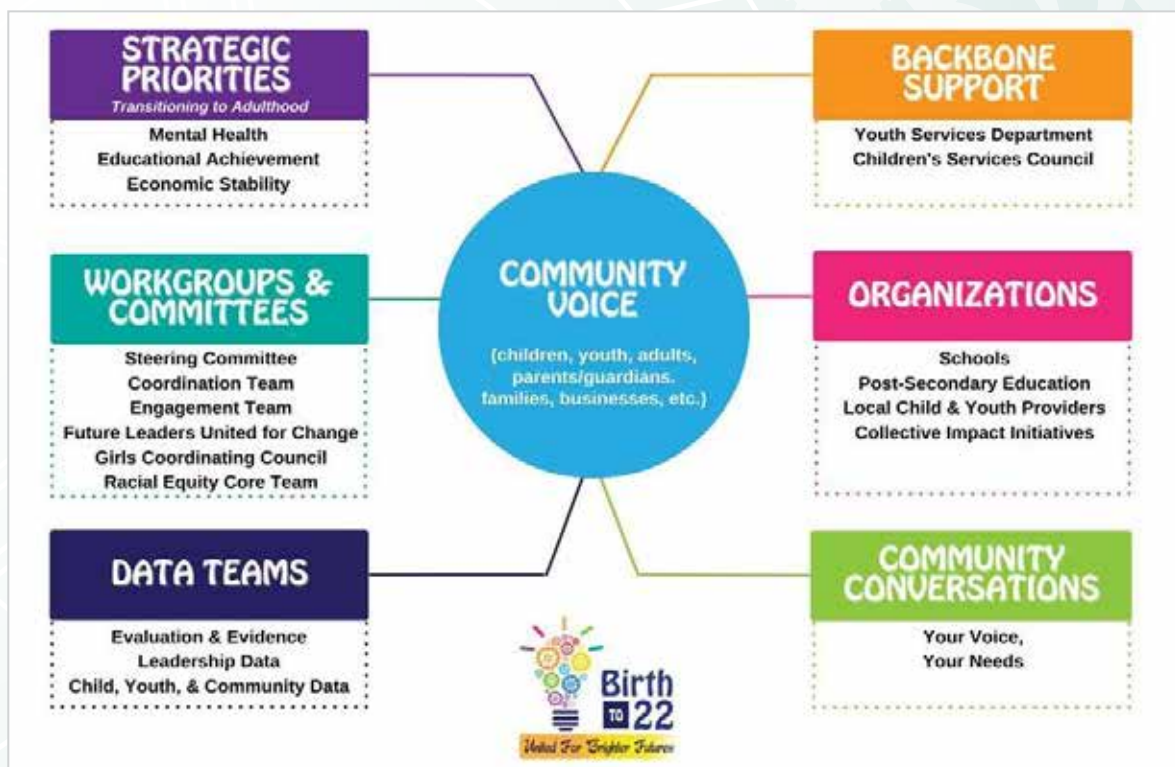 STRATEGIC
PRIORITIES
Transitioning to Adulthood
Mental Health
Educational Achievement
Economic Stability
WORKGROUPS &
COMMITTEES
Steering Committee
Coordination Team
Engagement Team
Future Leaders United for Change
Girls Coordinating Council
Racial Equity Core Team
DATA TEAMS
Evaluation & Evidence
Leadership Data
Child, Youth, & Community Data
COMMUNITY
VOICE
(children, youth, adults,
parents/guardians.
families, businesses, etc.)
BACKBONE
SUPPORT
Youth Services Department
Children's Services Council
ORGANIZATIONS
Schools
Post-Secondary Education
Local Child & Youth Providers
Collective Impact Initiatives
COMMUNITY
CONVERSATIONS
Your Voice,
Your Needs
Birth
TO 22
United For Brighter Futures